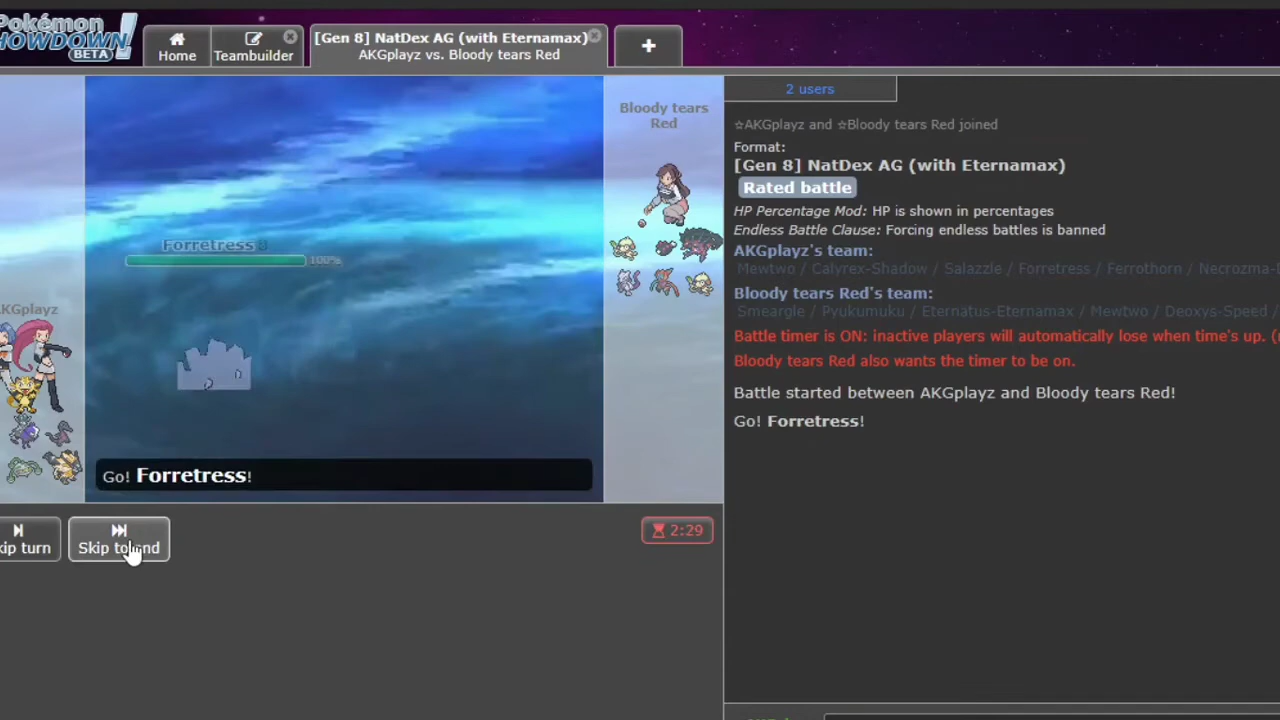 Pokémon
HOWDOWN!
BETA
Home
Teambuilder
[Gen 8] NatDex AG (with Eternamax)
AKGplayz vs. Bloody tears Red
+
2 users
☆AKGplayz and ☆Bloody tears Red joined
Format:
[Gen 8] NatDex AG (with Eternamax)
Rated battle
HP Percentage Mod: HP is shown in percentages
Endless Battle Clause: Forcing endless battles is banned
AKGplayz's team:
Mewtwo / Calyrex-Shadow / Salazzle / Forretress / Ferrothorn / Necrozma-D
Bloody tears Red's team:
Smeargle / Pyukumuku / Eternatus-Eternamax / Mewtwo / Deoxys-Speed /
Battle timer is ON: inactive players will automatically lose when time's up. (
Bloody tears Red also wants the timer to be on.
Battle started between AKGplayz and Bloody tears Red!
Go! Forretress!
Bloody tears
Red
Forretress
100%
KGplayz
Go! Forretress!
kip turn
Skip to end
2:29